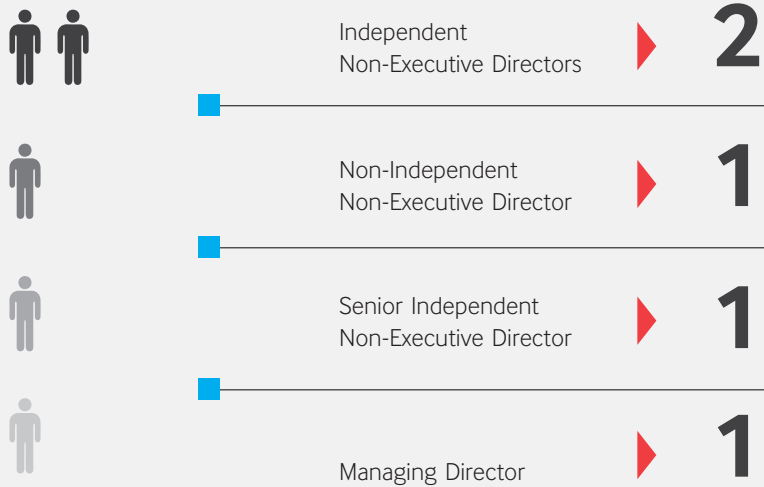 Independent
Non-Executive Directors
2
Non-Independent
Non-Executive Director
1
Senior Independent
Non-Executive Director
1
Managing Director
1